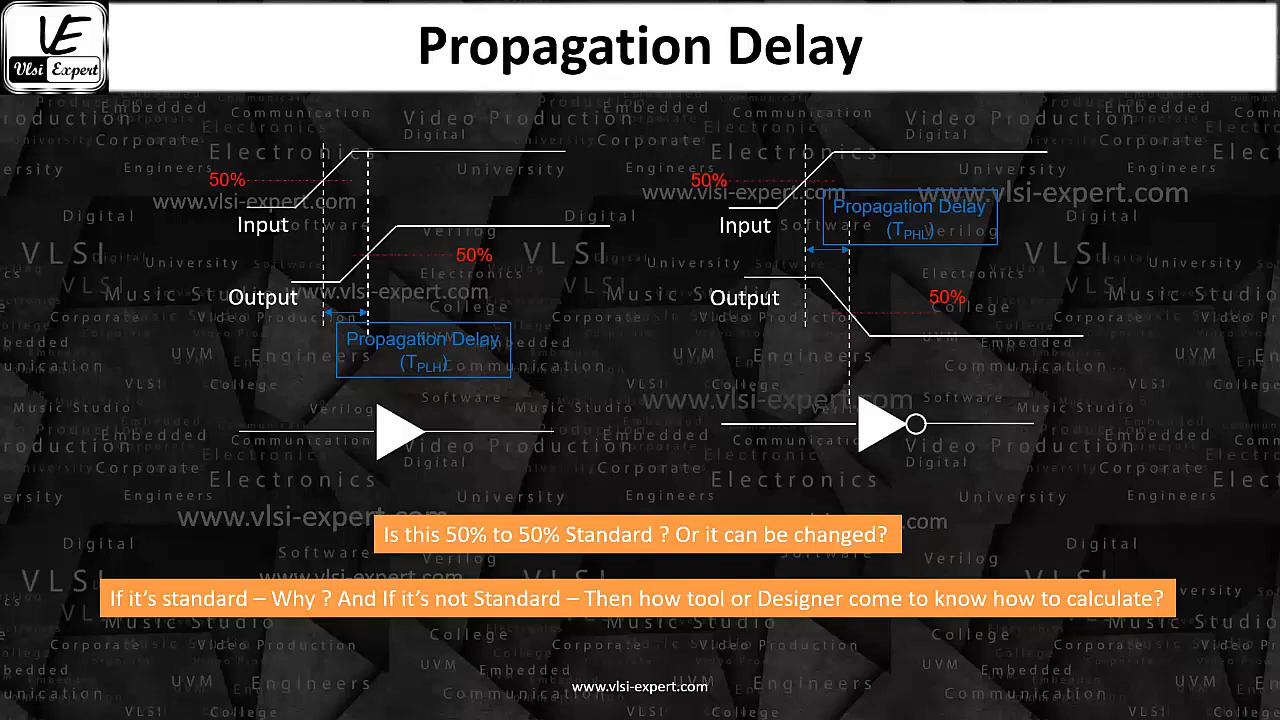 VE
Vlsi Expert
Propagation Delay
50%
Input
50%
Output
Propagation Delay
(TPLH)
50%
Input
Propagation Delay
(TPHL)
Output
50%
Is this 50% to 50% Standard ? Or it can be changed?
If it's standard – Why ? And If it's not Standard – Then how tool or Designer come to know how to calculate?
www.vlsi-expert.com